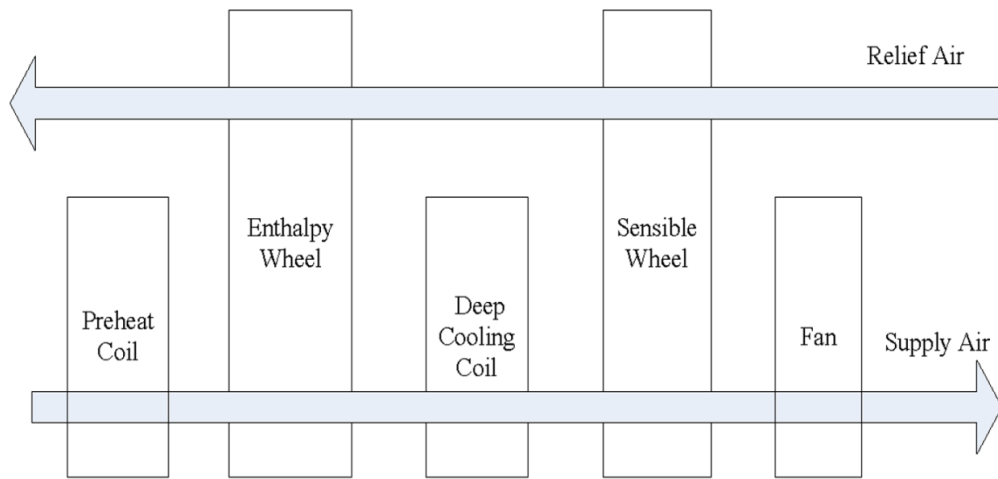 Relief Air
Enthalpy
Wheel
Sensible
Wheel
Preheat
Coil
Deep
Cooling
Coil
Fan
Supply Air